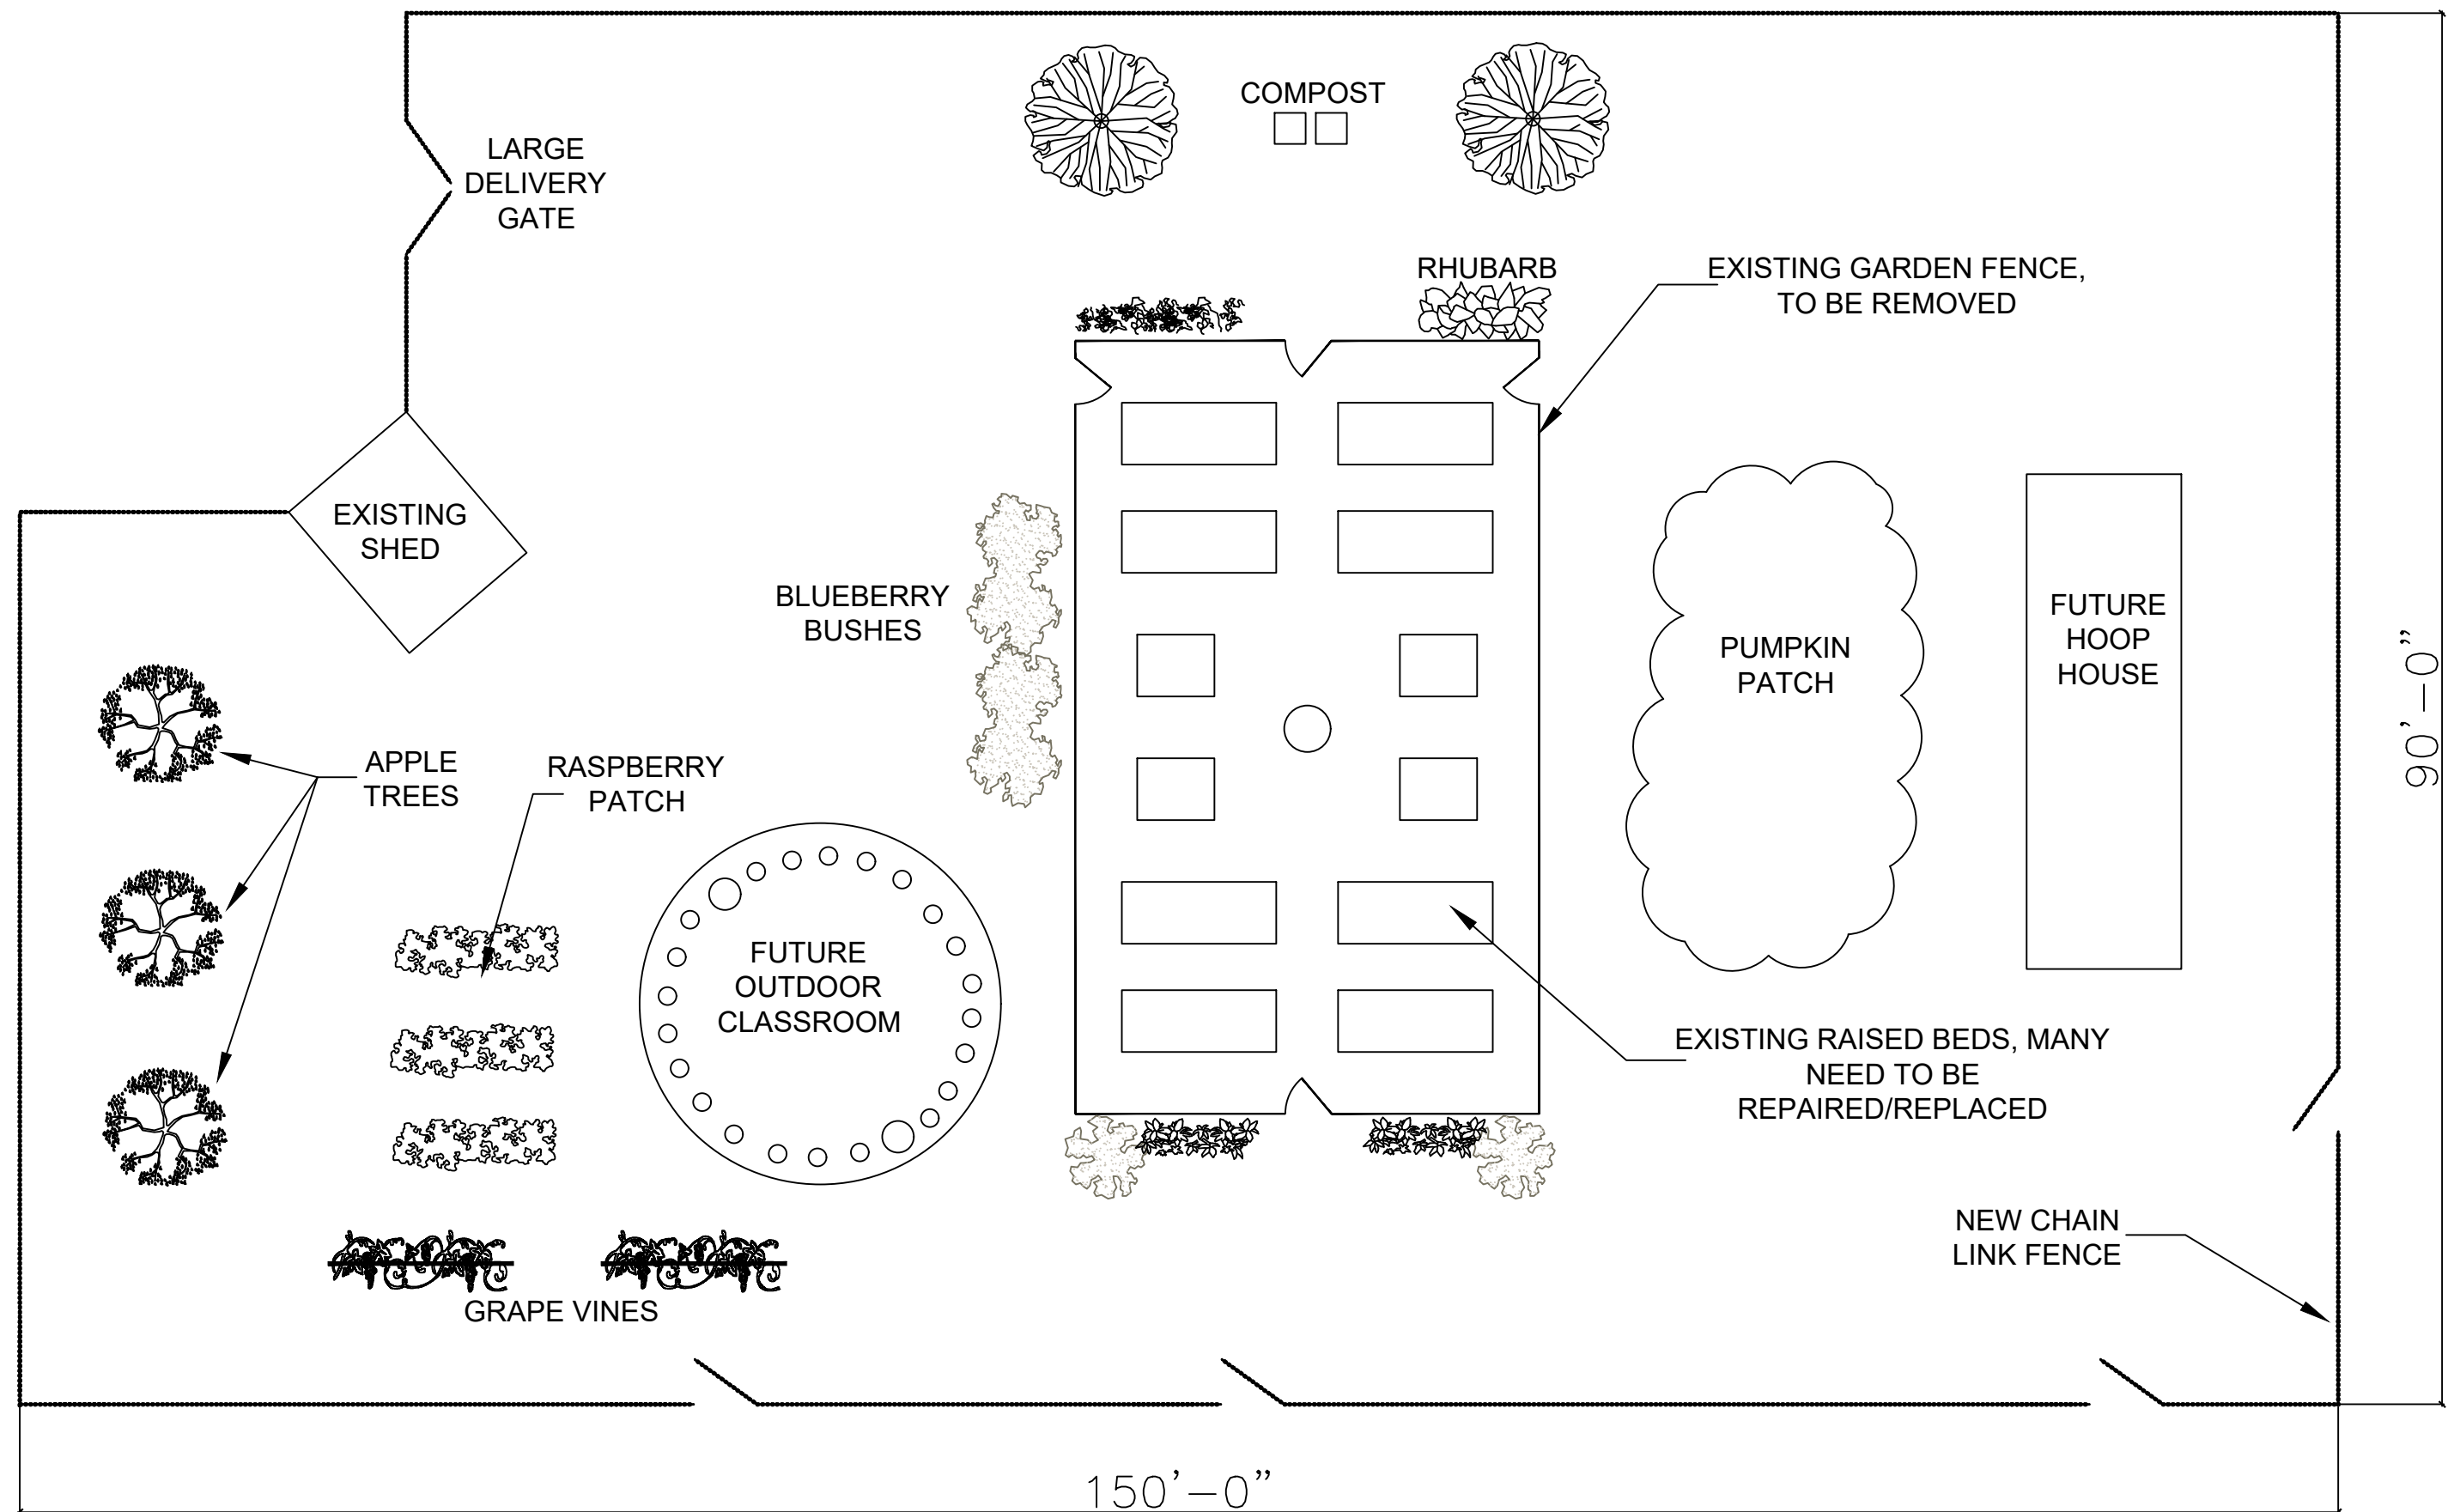 COMPOST
LARGE
DELIVERY
GATE
RHUBARB
EXISTING GARDEN FENCE,
TO BE REMOVED
EXISTING
SHED
BLUEBERRY
BUSHES
PUMPKIN
PATCH
FUTURE
HOOP
HOUSE
90'-0"
APPLE
TREES
RASPBERRY
PATCH
FUTURE
OUTDOOR
CLASSROOM
EXISTING RAISED BEDS, MANY
NEED TO BE
REPAIRED/REPLACED
NEW CHAIN
LINK FENCE
GRAPE VINES
150'-0"